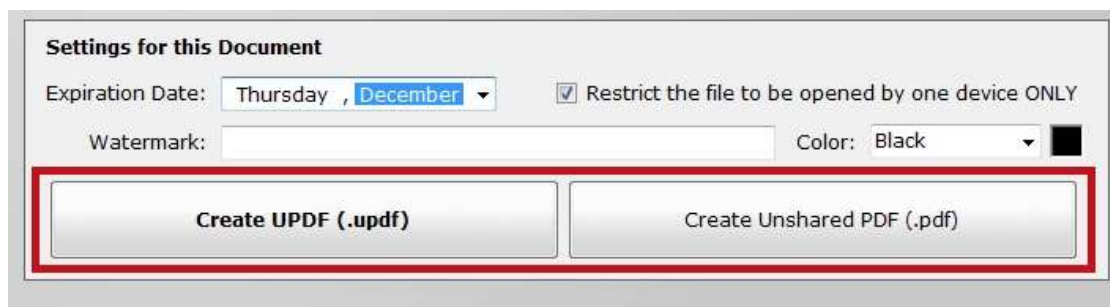 Settings for this Document
Expiration Date: Thursday , December Restrict the file to be opened by one device ONLY
Watermark: Color: Black
Create UPDF (.updf) Create Unshared PDF (.pdf)